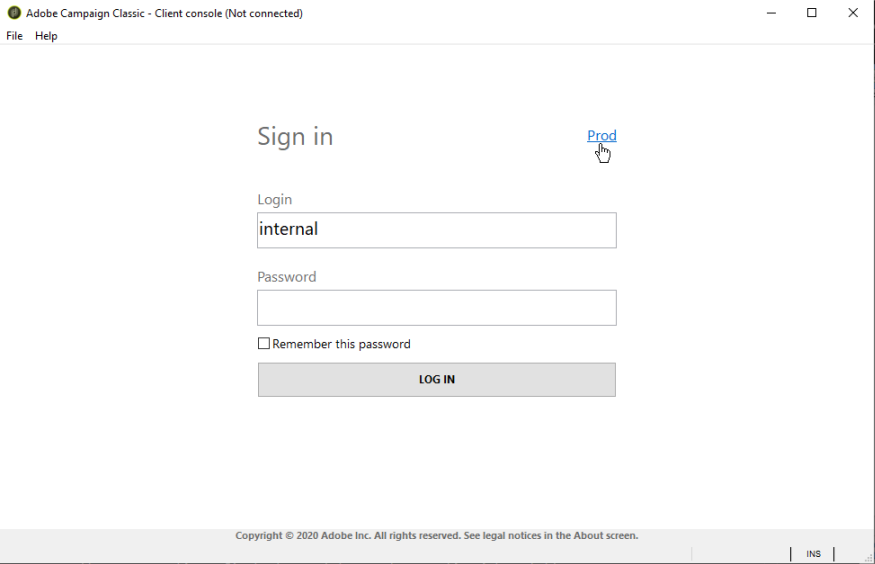 Adobe Campaign Classic - Client console (Not connected)
File Help
Sign in Prod
Login
internal
Password
Remember this password
LOG IN
Copyright © 2020 Adobe Inc. All rights reserved. See legal notices in the About screen.
INS